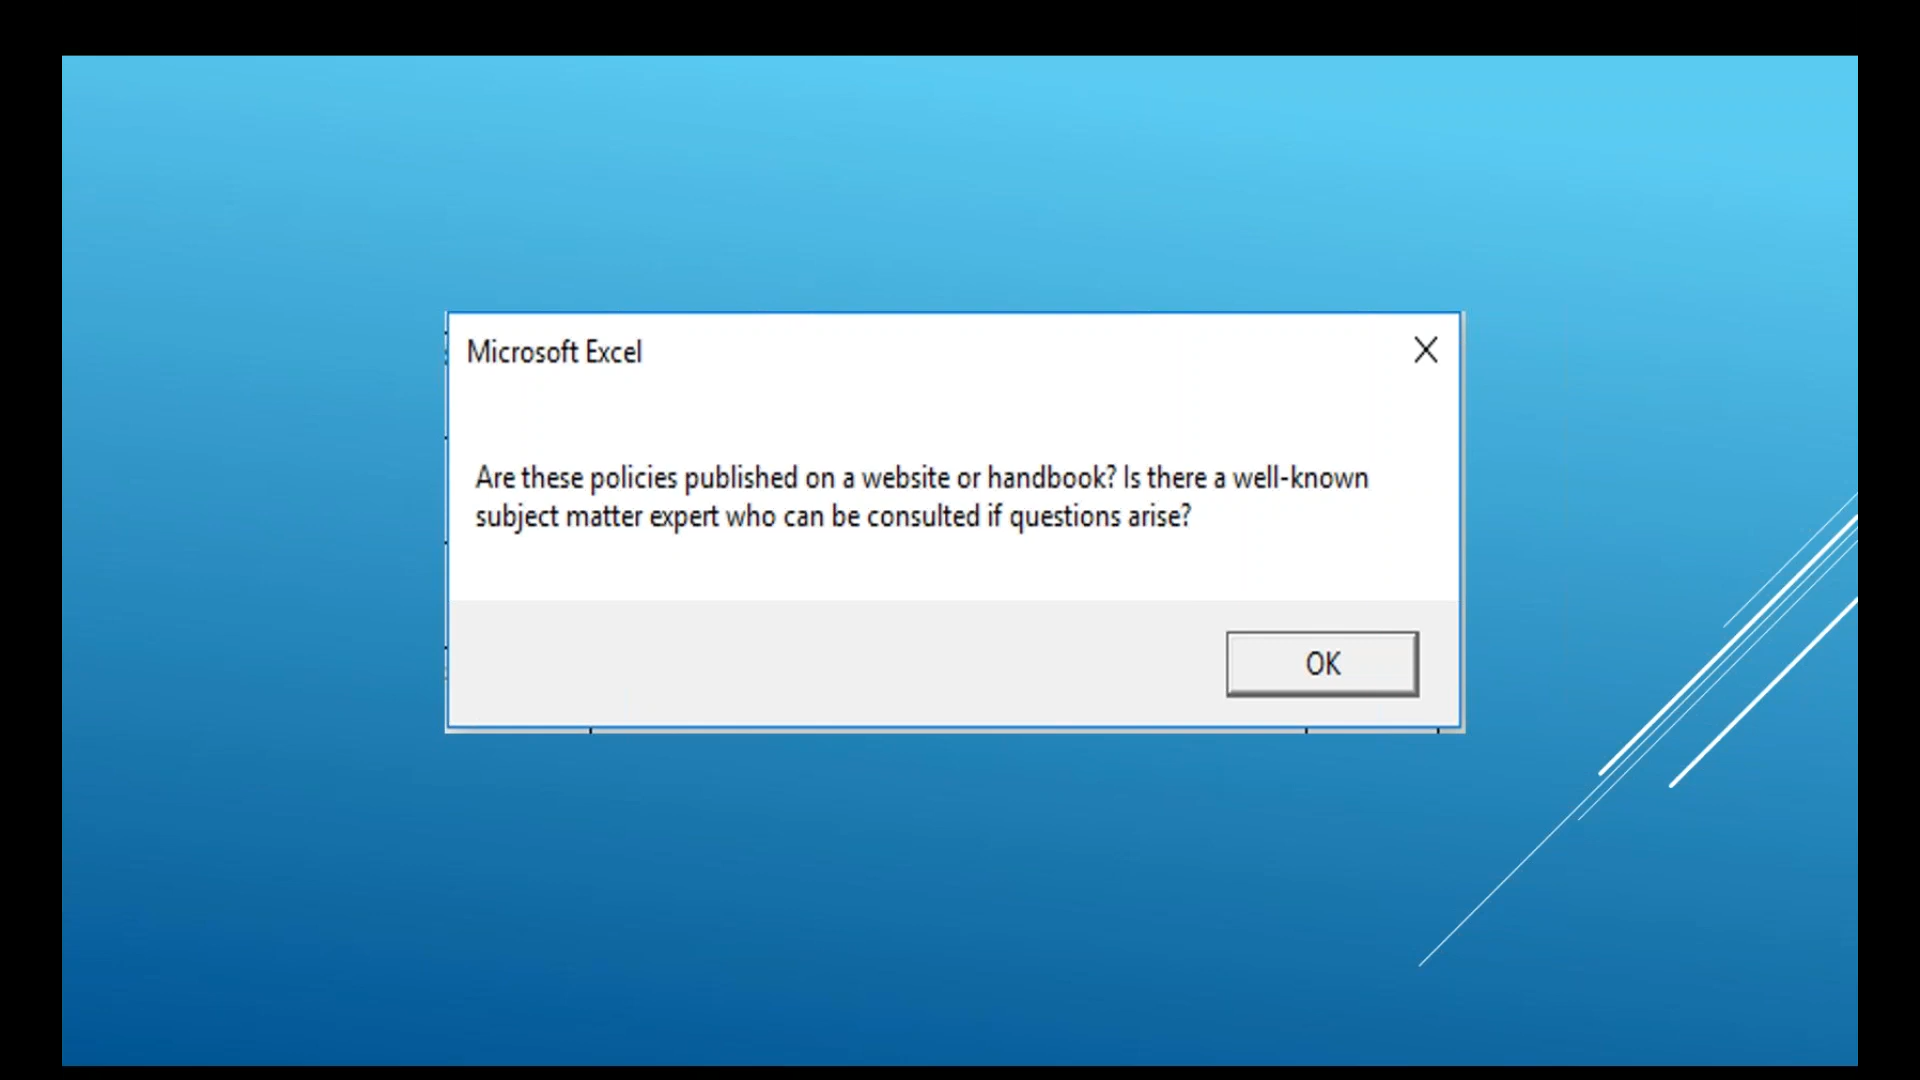 Microsoft Excel
Are these policies published on a website or handbook? Is there a well-known
subject matter expert who can be consulted if questions arise?
OK